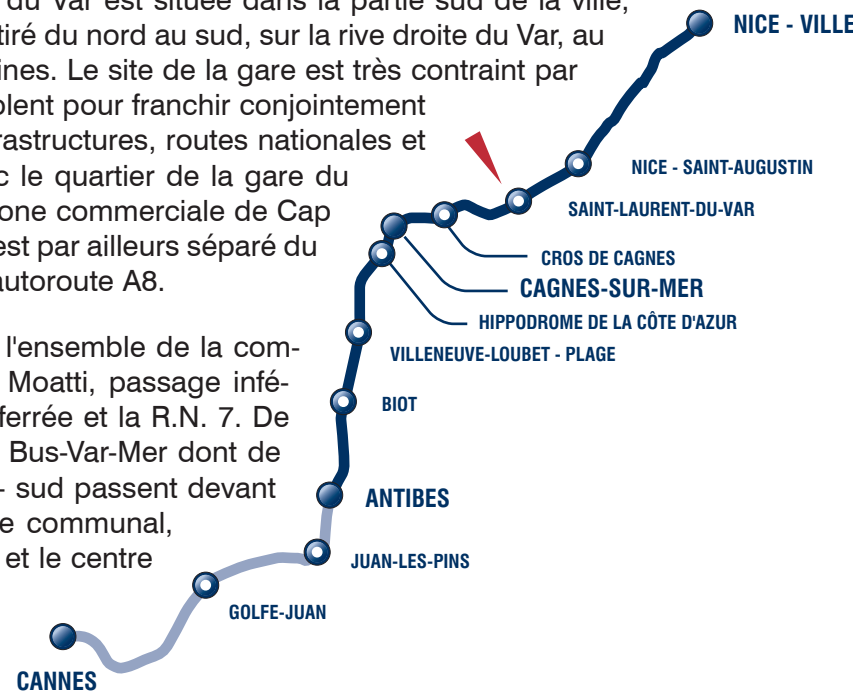 du Var est située dans la partie sud de la ville,
tiré du nord au sud, sur la rive droite du Var, au
ines. Le site de la gare est très contraint par
olent pour franchir conjointement
rastructures, routes nationales et
c le quartier de la gare du
one commerciale de Cap
est par ailleurs séparé du
autoroute A8.
l'ensemble de la com-
Moatti, passage infé-
ferrée et la R.N. 7. De
Bus-Var-Mer dont de
- sud passent devant
e communal,
et le centre
NICE - VILLE
NICE - SAINT-AUGUSTIN
SAINT-LAURENT-DU-VAR
CROS DE CAGNES
CAGNES-SUR-MER
HIPPODROME DE LA CÔTE D'AZUR
VILLENEUVE-LOUBET - PLAGE
BIOT
ANTIBES
JUAN-LES-PINS
GOLFE-JUAN
CANNES